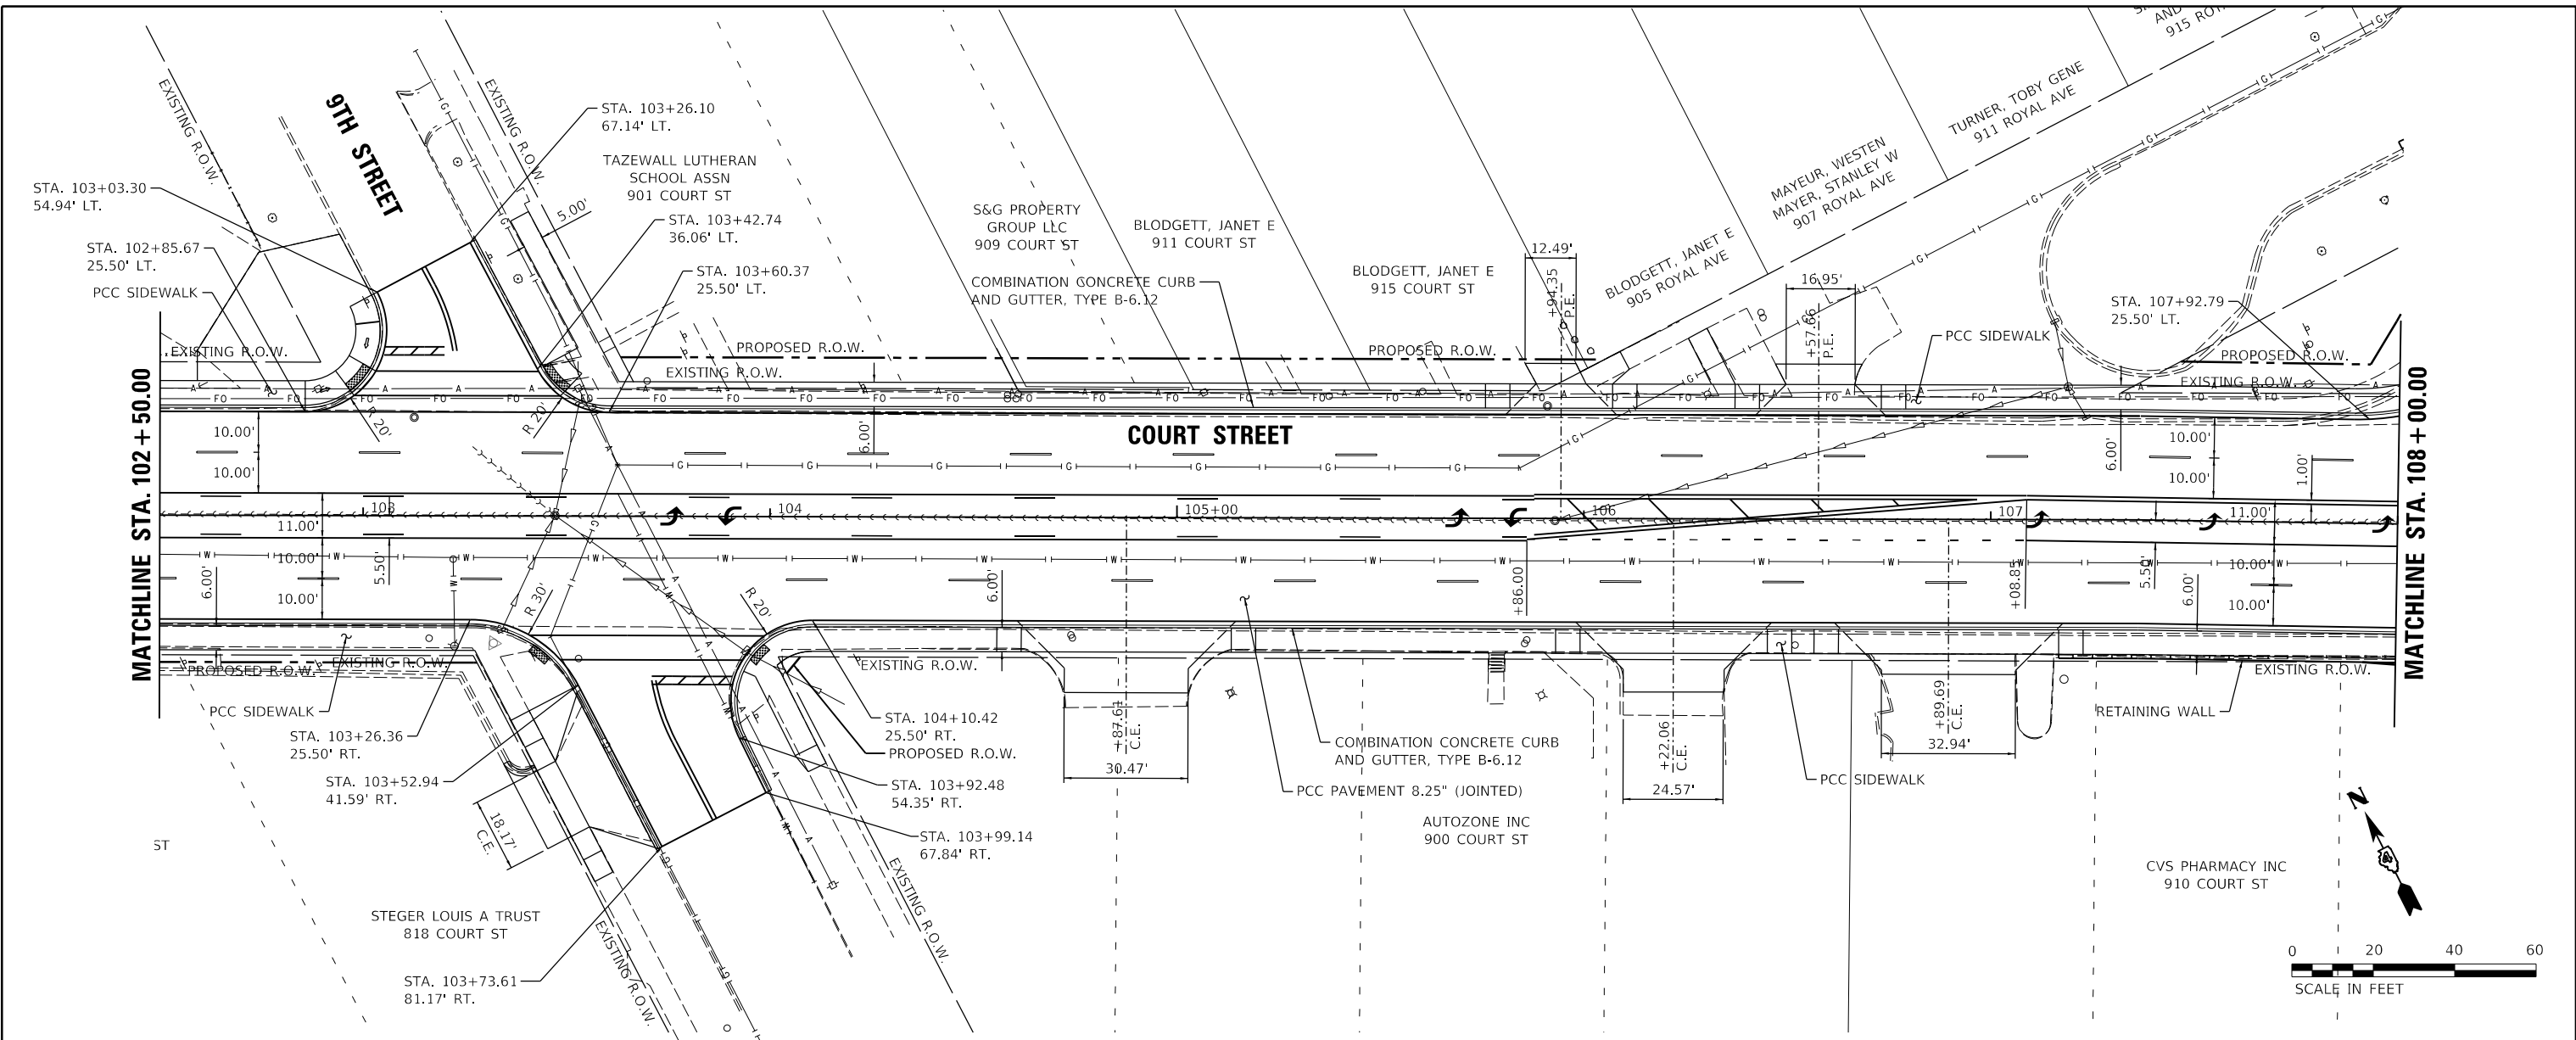 EXISTING R.O.W.
9TH STREET
EXISTING R.O.W.
STA. 103+26.10
67.14' LT.
TAZEWALL LUTHERAN
SCHOOL ASSN
901 COURT ST
STA. 103+03.30
54.94' LT.
5.00'
STA. 103+42.74
36.06' LT.
STA. 102+85.67
25.50' LT.
PCC SIDEWALK
STA. 103+60.37
25.50' LT.
S&G PROPERTY
GROUP LLC
909 COURT ST
BLODGETT, JANET E
911 COURT ST
COMBINATION CONCRETE CURB
AND GUTTER, TYPE B-6.12
BLODGETT, JANET E
915 COURT ST
12.49'
+94.35
P.E.
BLODGETT, JANET E
905 ROYAL AVE
MAYEUR, WESTEN
MAYER, STANLEY W
907 ROYAL AVE
TURNER, TOBY GENE
911 ROYAL AVE
AND
915 ROY
16.95'
+57.66
P.E.
PCC SIDEWALK
STA. 107+92.79
25.50' LT.
EXISTING R.O.W.
PROPOSED R.O.W.
EXISTING R.O.W.
PROPOSED R.O.W.
PROPOSED R.O.W.
EXISTING R.O.W.
R 20'
R 20'
MATCHLINE STA. 102+50.00
10.00'
10.00'
6.00'
COURT STREET
6.00'
10.00'
10.00'
1.00'
MATCHLINE STA. 108+00.00
103
104
105+00
106
107
11.00'
10.00'
10.00'
5.50'
6.00'
R 30'
R 20'
6.00'
+86.00
+08.85
5.50'
6.00'
11.00'
10.00'
10.00'
PROPOSED R.O.W.
EXISTING R.O.W.
EXISTING R.O.W.
EXISTING R.O.W.
PCC SIDEWALK
STA. 103+26.36
25.50' RT.
STA. 103+52.94
41.59' RT.
18.17'
C.E.
STA. 104+10.42
25.50' RT.
PROPOSED R.O.W.
STA. 103+92.48
54.35' RT.
STA. 103+99.14
67.84' RT.
+87.61
C.E.
30.47'
COMBINATION CONCRETE CURB
AND GUTTER, TYPE B-6.12
PCC PAVEMENT 8.25" (JOINTED)
+22.06
C.E.
24.57'
PCC SIDEWALK
+89.69
C.E.
32.94'
RETAINING WALL
AUTOZONE INC
900 COURT ST
CVS PHARMACY INC
910 COURT ST
ST
STEGER LOUIS A TRUST
818 COURT ST
STA. 103+73.61
81.17' RT.
EXISTING R.O.W.
EXISTING R.O.W.
N
0 20 40 60
SCALE IN FEET